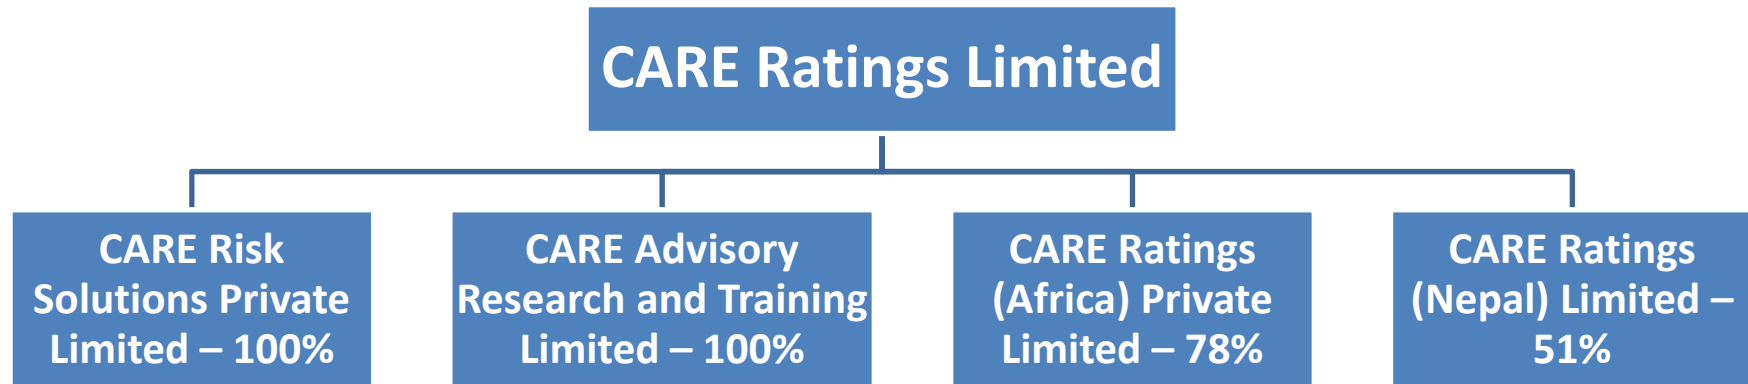 CARE Ratings Limited
CARE Risk
Solutions Private
Limited – 100%
CARE Advisory
Research and Training
Limited – 100%
CARE Ratings
(Africa) Private
Limited – 78%
CARE Ratings
(Nepal) Limited –
51%